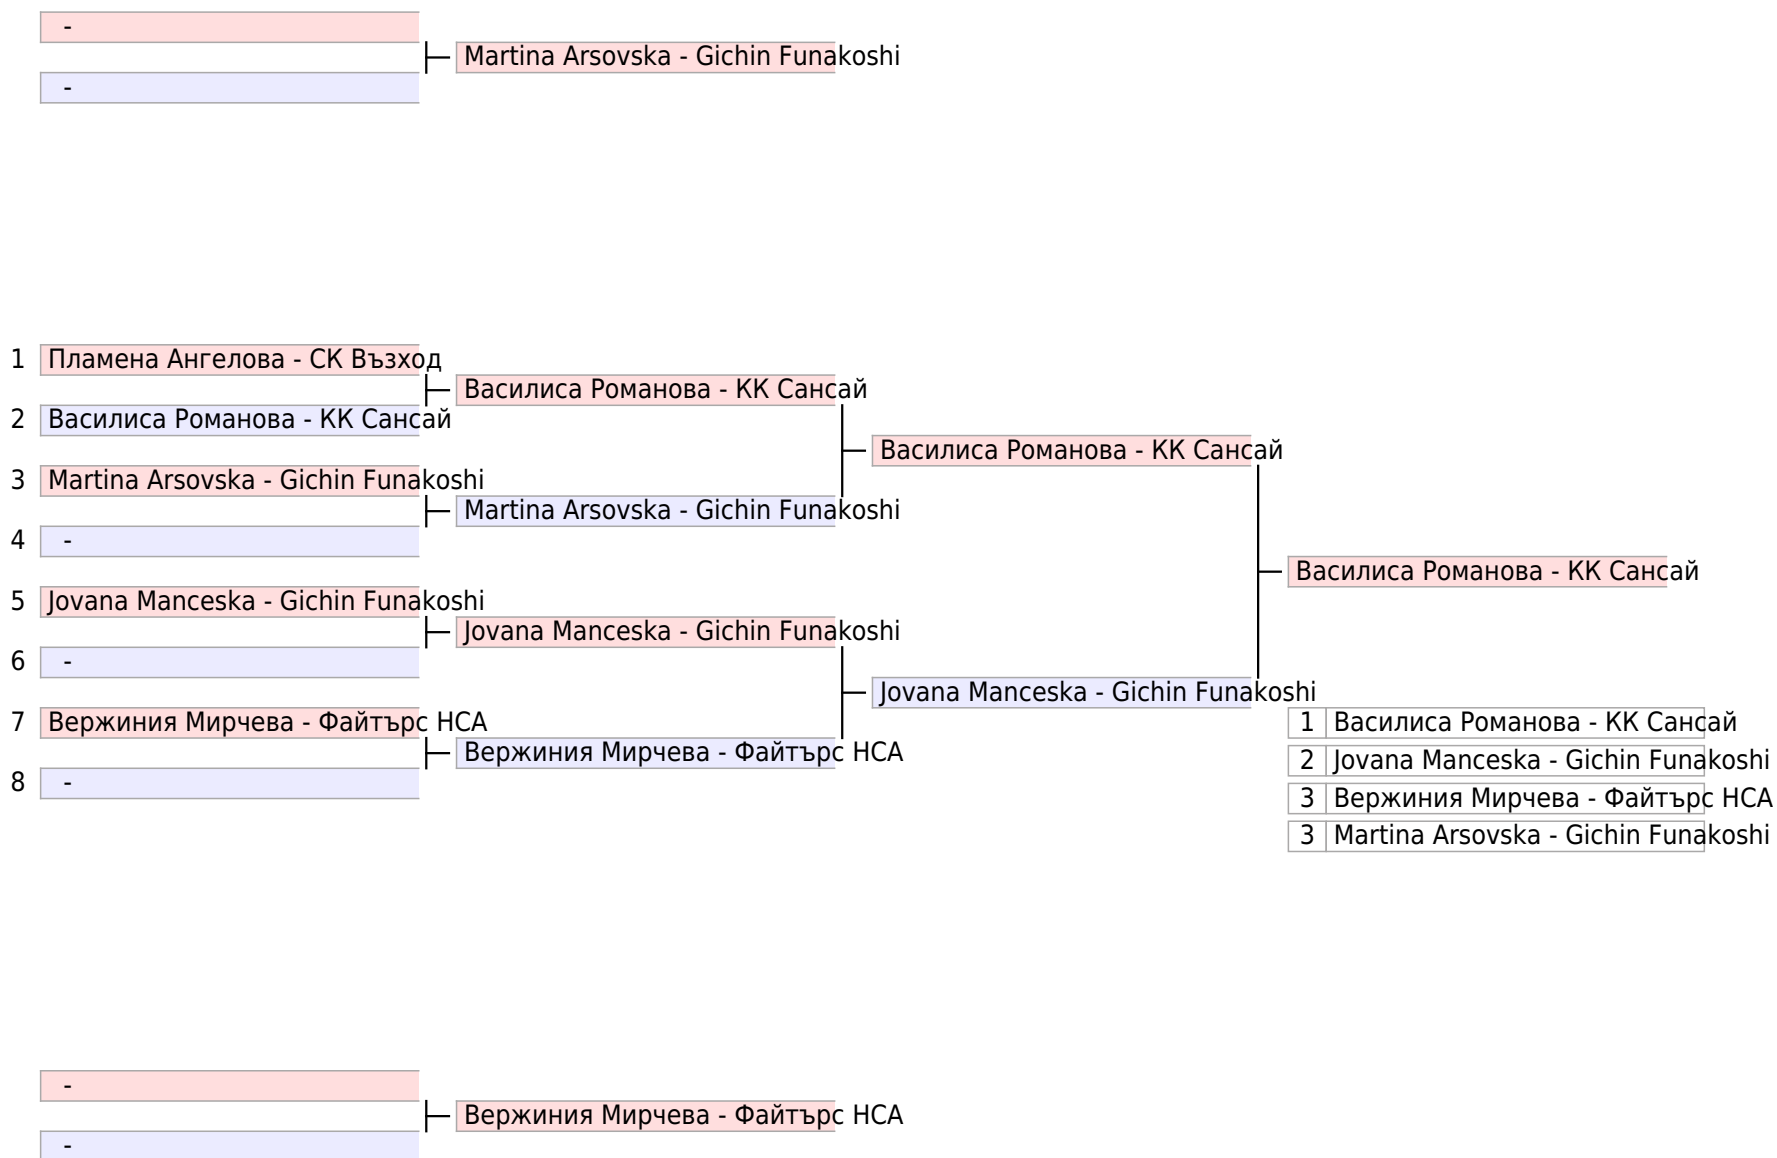 -
Martina Arsovska - Gichin Funakoshi
-
1 Пламена Ангелова - СК Възход
Василиса Романова - КК Сансай
2 Василиса Романова - КК Сансай
Василиса Романова - КК Сансай
3 Martina Arsovska - Gichin Funakoshi
Martina Arsovska - Gichin Funakoshi
4 -
Василиса Романова - КК Сансай
5 Jovana Manceska - Gichin Funakoshi
Jovana Manceska - Gichin Funakoshi
6 -
Jovana Manceska - Gichin Funakoshi
7 Вержиния Мирчева - Файтърс НСА
Вержиния Мирчева - Файтърс НСА
8 -
1 Василиса Романова - КК Сансай
2 Jovana Manceska - Gichin Funakoshi
3 Вержиния Мирчева - Файтърс НСА
3 Martina Arsovska - Gichin Funakoshi
-
Вержиния Мирчева - Файтърс НСА
-